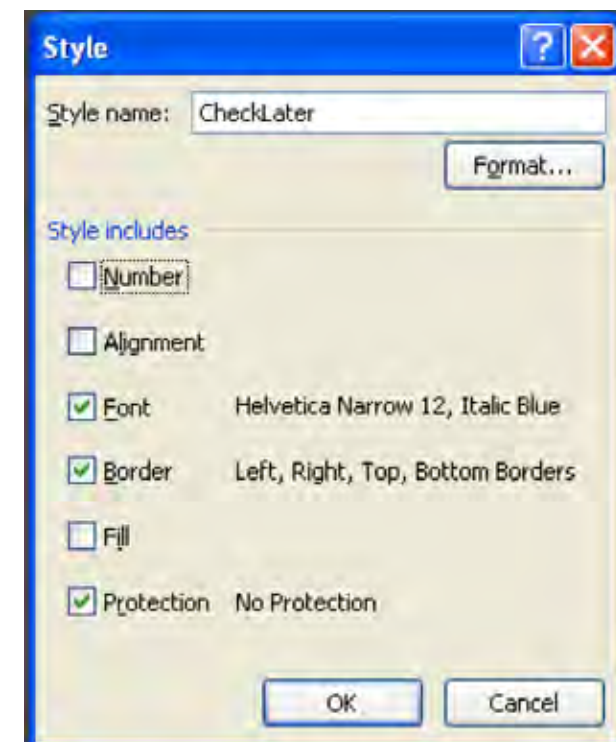 Style
Style name: CheckLater
Format...
Style includes
Number
Alignment
Font Helvetica Narrow 12, Italic Blue
Border Left, Right, Top, Bottom Borders
Fill
Protection No Protection
OK Cancel